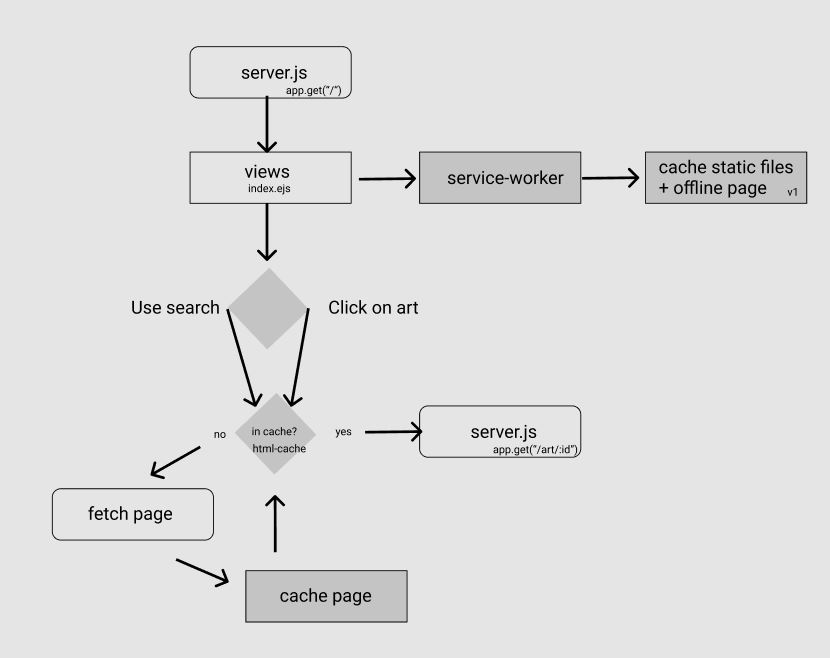 server.js
app.get("/")
views
index.ejs
service-worker
cache static files
+ offline page v1
Use search
Click on art
no
in cache?
html-cache
yes
server.js
app.get("/art/:id")
fetch page
cache page